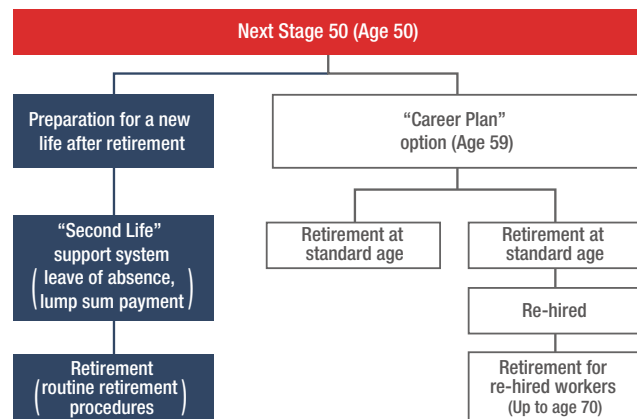 Next Stage 50 (Age 50)
Preparation for a new
life after retirement
“Career Plan”
option (Age 59)
“Second Life”
support system
(leave of absence,
lump sum payment)
Retirement at
standard age
Retirement at
standard age
Re-hired
Retirement
(routine retirement
procedures)
Retirement for
re-hired workers
(Up to age 70)